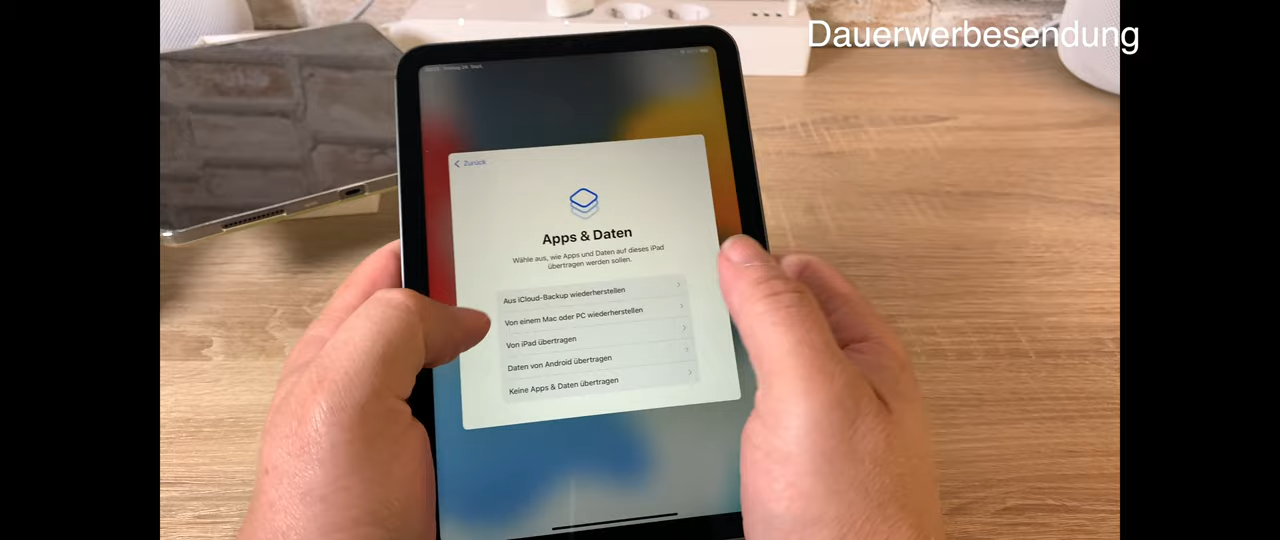 Dauerwerbesendung
Zurück
Apps & Daten
Wähle aus, wie Apps und Daten auf dieses iPad
übertragen werden sollen.
Aus iCloud-Backup wiederherstellen
Von einem Mac oder PC wiederherstellen
Von iPad übertragen
Daten von Android übertragen
Keine Apps & Daten übertragen